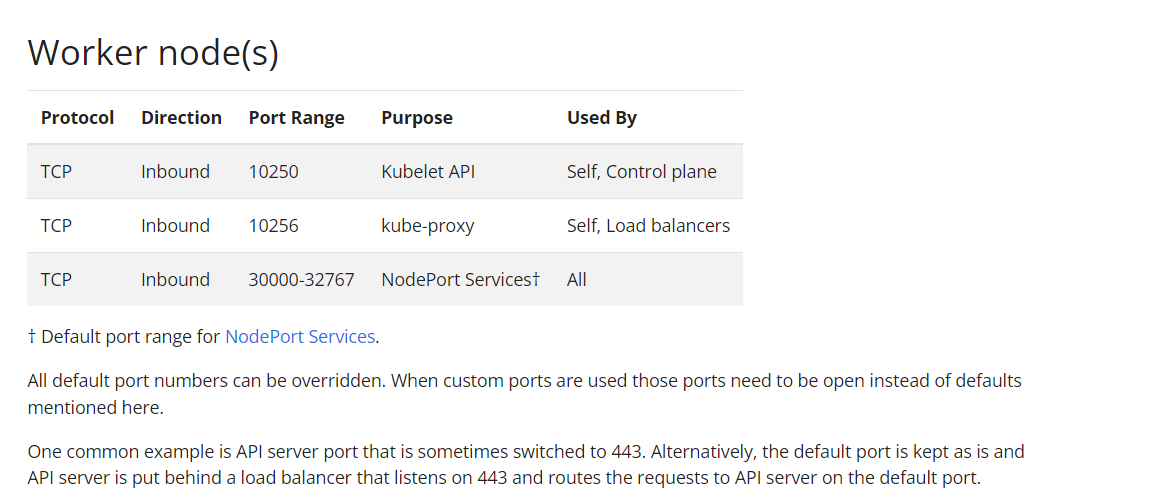 Worker node(s)
Protocol Direction Port Range Purpose Used By
TCP Inbound 10250 Kubelet API Self, Control plane
TCP Inbound 10256 kube-proxy Self, Load balancers
TCP Inbound 30000-32767 NodePort Services† All
† Default port range for NodePort Services.
All default port numbers can be overridden. When custom ports are used those ports need to be open instead of defaults
mentioned here.
One common example is API server port that is sometimes switched to 443. Alternatively, the default port is kept as is and
API server is put behind a load balancer that listens on 443 and routes the requests to API server on the default port.